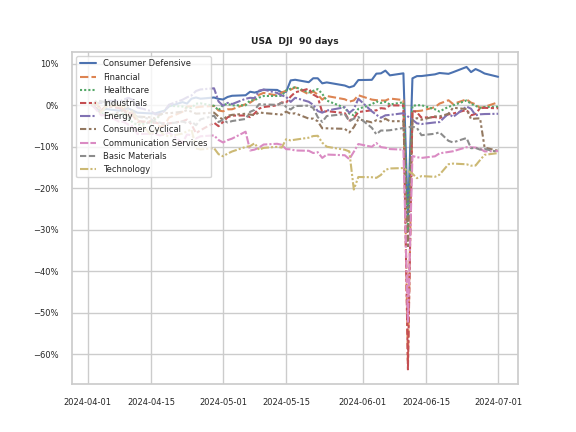 USA DJI 90 days
10%
0%
−10%
−20%
−30%
−40%
−50%
−60%
Consumer Defensive
Financial
Healthcare
Industrials
Energy
Consumer Cyclical
Communication Services
Basic Materials
Technology
2024-04-01
2024-04-15
2024-05-01
2024-05-15
2024-06-01
2024-06-15
2024-07-01